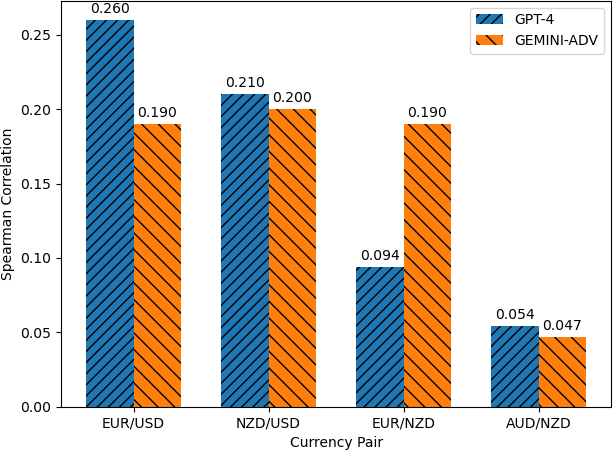 0.260
0.190
0.210
0.200
0.094
0.190
0.054
0.047
GPT-4
GEMINI-ADV
Spearman Correlation
0.25
0.20
0.15
0.10
0.05
0.00
EUR/USD
NZD/USD
EUR/NZD
AUD/NZD
Currency Pair